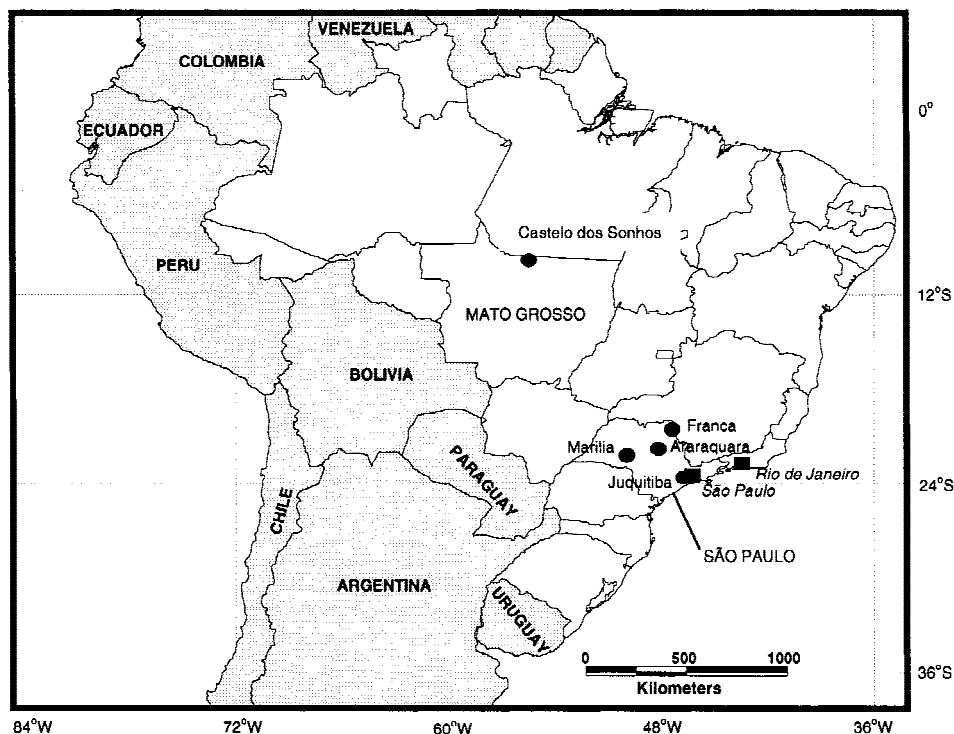 VENEZUELA
COLOMBIA
0°
ECUADOR
Castelo dos Sonhos
PERU
12°S
MATO GROSSO
BOLIVIA
Franca
Araraquara
Marilia
PARAGUAY
Rio de Janeiro
Juquitiba
São Paulo
24°S
CHILE
SÃO PAULO
ARGENTINA
URUGUAY
0 500 1000
Kilometers
36°S
84°W 72°W 60°W 48°W 36°W